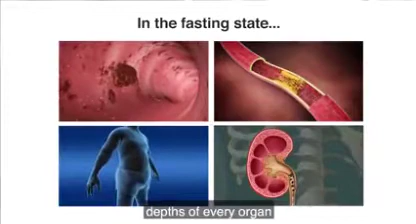 In the fasting state...
depths of every organ